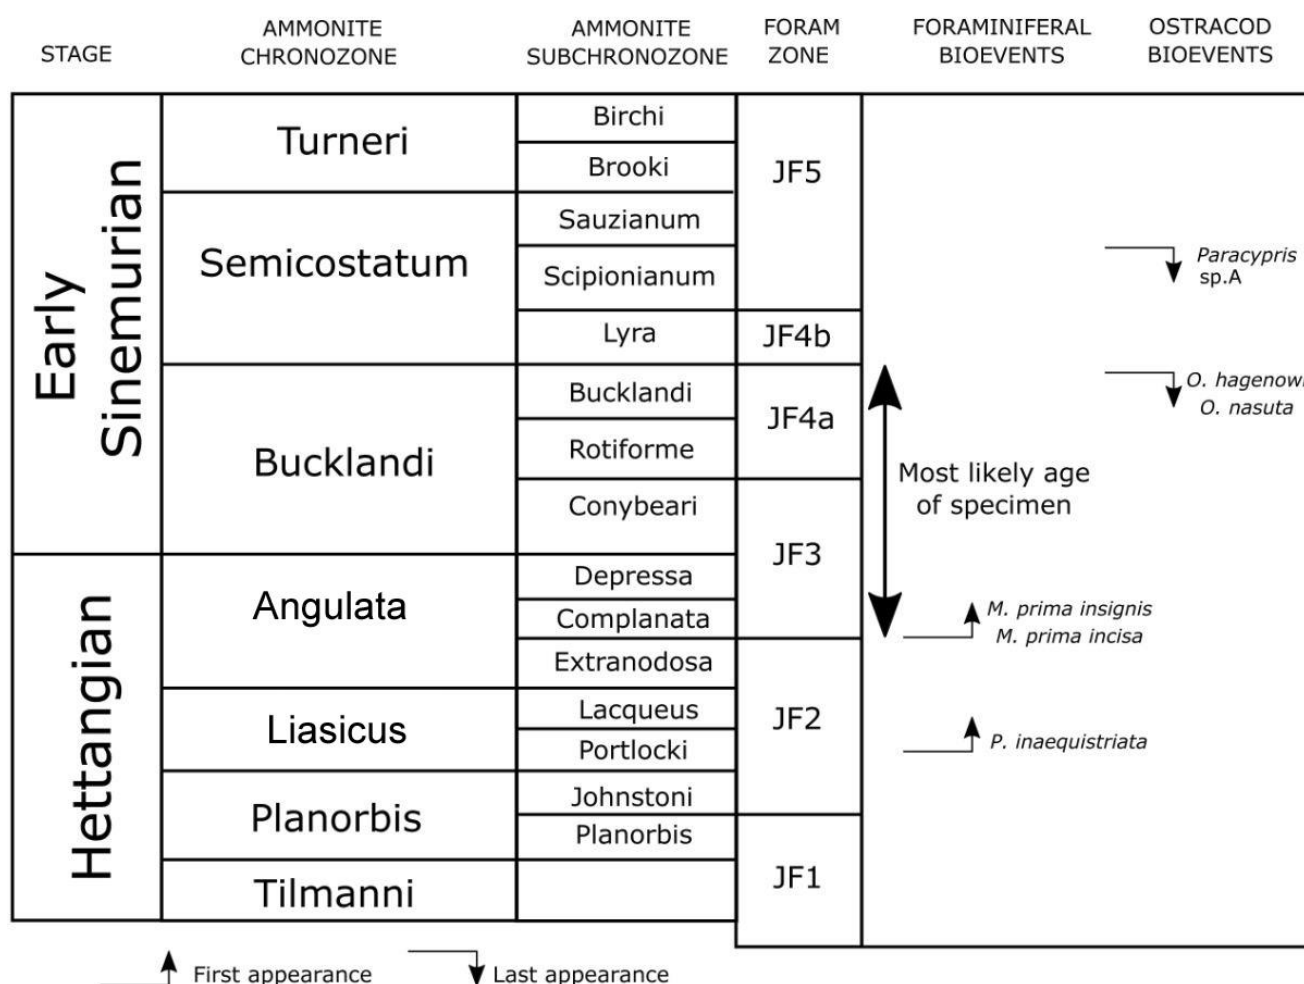 STAGE
AMMONITE
CHRONOZONE
AMMONITE
SUBCHRONOZONE
FORAM
ZONE
FORAMINIFERAL
BIOEVENTS
OSTRACOD
BIOEVENTS
Early
Sinemurian
Hettangian
Turneri
Semicostatum
Bucklandi
Angulata
Liasicus
Planorbis
Tilmanni
Birchi
Brooki
Sauzianum
Scipionianum
Lyra
Bucklandi
Rotiforme
Conybeari
Depressa
Complanata
Extranodosa
Lacqueus
Portlocki
Johnstoni
Planorbis
JF5
JF4b
JF4a
JF3
JF2
JF1
Most likely age
of specimen
M. prima insignis
M. prima incisa
P. inaequistriata
Paracypris
sp.A
O. hagenowi
O. nasuta
First appearance
Last appearance